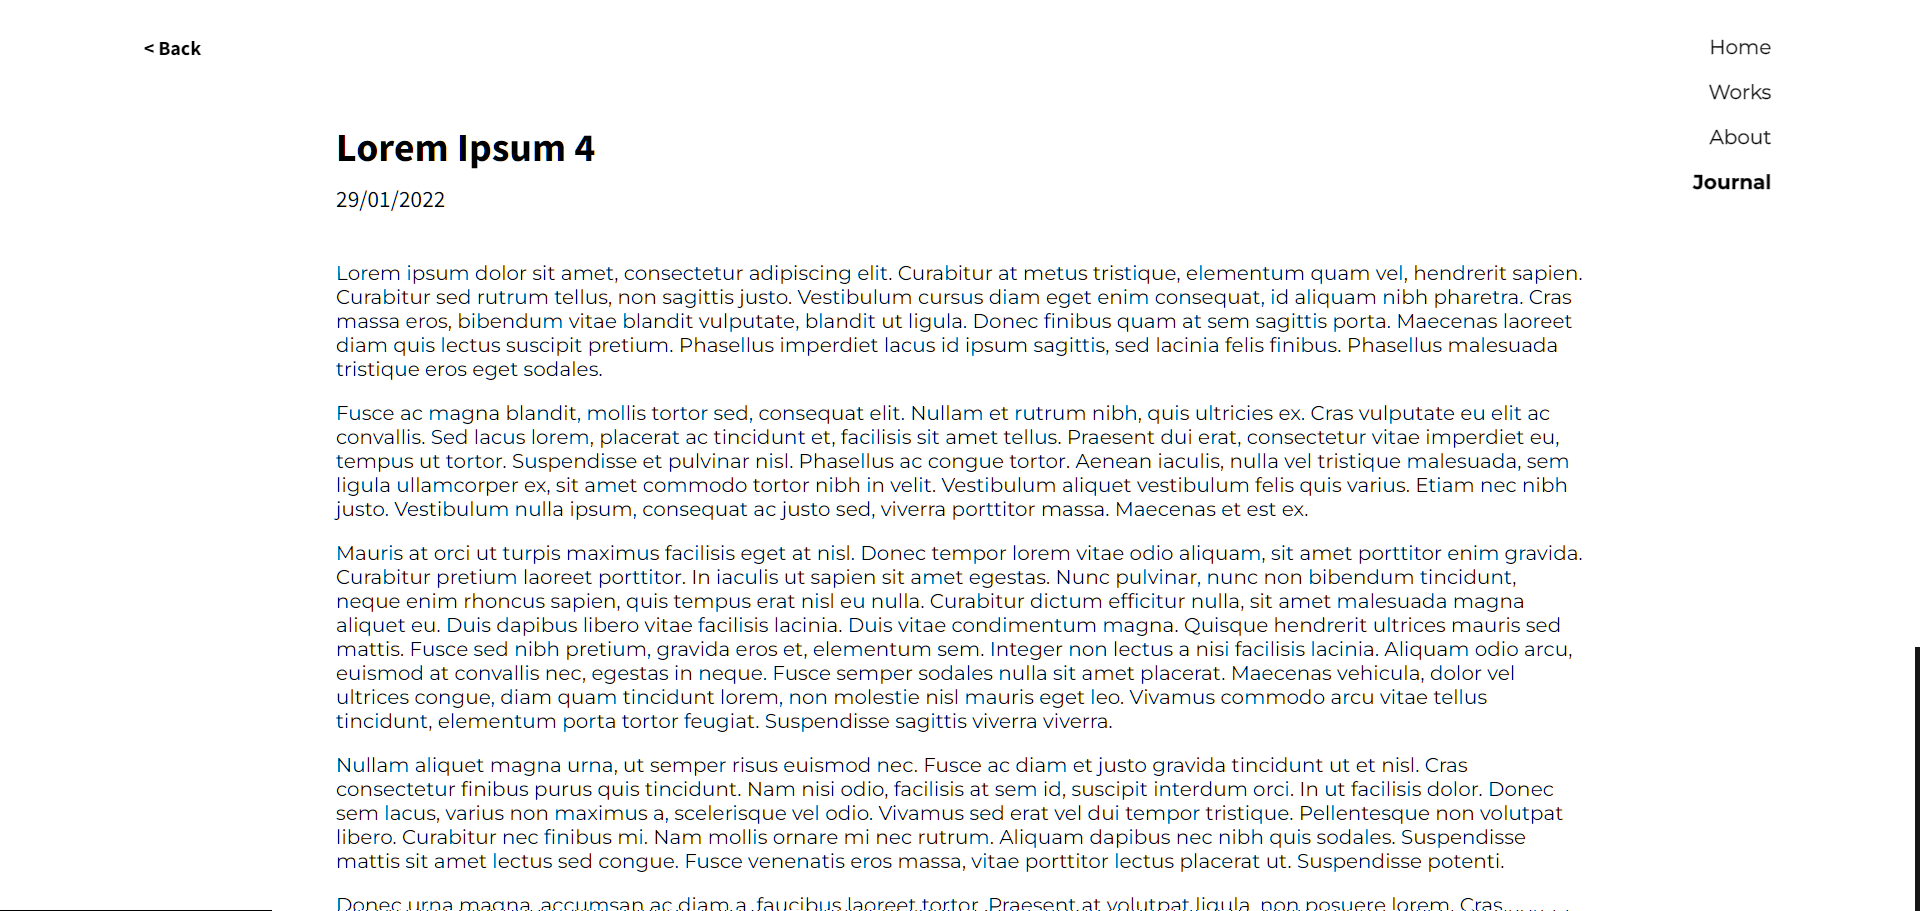 < Back
Home
Works
About
Journal
Lorem Ipsum 4
29/01/2022
Lorem ipsum dolor sit amet, consectetur adipiscing elit. Curabitur at metus tristique, elementum quam vel, hendrerit sapien.
Curabitur sed rutrum tellus, non sagittis justo. Vestibulum cursus diam eget enim consequat, id aliquam nibh pharetra. Cras
massa eros, bibendum vitae blandit vulputate, blandit ut ligula. Donec finibus quam at sem sagittis porta. Maecenas laoreet
diam quis lectus suscipit pretium. Phasellus imperdiet lacus id ipsum sagittis, sed lacinia felis finibus. Phasellus malesuada
tristique eros eget sodales.
Fusce ac magna blandit, mollis tortor sed, consequat elit. Nullam et rutrum nibh, quis ultricies ex. Cras vulputate eu elit ac
convallis. Sed lacus lorem, placerat ac tincidunt et, facilisis sit amet tellus. Praesent dui erat, consectetur vitae imperdiet eu,
tempus ut tortor. Suspendisse et pulvinar nisl. Phasellus ac congue tortor. Aenean iaculis, nulla vel tristique malesuada, sem
ligula ullamcorper ex, sit amet commodo tortor nibh in velit. Vestibulum aliquet vestibulum felis quis varius. Etiam nec nibh
justo. Vestibulum nulla ipsum, consequat ac justo sed, viverra porttitor massa. Maecenas et est ex.
Mauris at orci ut turpis maximus facilisis eget at nisl. Donec tempor lorem vitae odio aliquam, sit amet porttitor enim gravida.
Curabitur pretium laoreet porttitor. In iaculis ut sapien sit amet egestas. Nunc pulvinar, nunc non bibendum tincidunt,
neque enim rhoncus sapien, quis tempus erat nisl eu nulla. Curabitur dictum efficitur nulla, sit amet malesuada magna
aliquet eu. Duis dapibus libero vitae facilisis lacinia. Duis vitae condimentum magna. Quisque hendrerit ultrices mauris sed
mattis. Fusce sed nibh pretium, gravida eros et, elementum sem. Integer non lectus a nisi facilisis lacinia. Aliquam odio arcu,
euismod at convallis nec, egestas in neque. Fusce semper sodales nulla sit amet placerat. Maecenas vehicula, dolor vel
ultrices congue, diam quam tincidunt lorem, non molestie nisl mauris eget leo. Vivamus commodo arcu vitae tellus
tincidunt, elementum porta tortor feugiat. Suspendisse sagittis viverra viverra.
Nullam aliquet magna urna, ut semper risus euismod nec. Fusce ac diam et justo gravida tincidunt ut et nisl. Cras
consectetur finibus purus quis tincidunt. Nam nisi odio, facilisis at sem id, suscipit interdum orci. In ut facilisis dolor. Donec
sem lacus, varius non maximus a, scelerisque vel odio. Vivamus sed erat vel dui tempor tristique. Pellentesque non volutpat
libero. Curabitur nec finibus mi. Nam mollis ornare mi nec rutrum. Aliquam dapibus nec nibh quis sodales. Suspendisse
mattis sit amet lectus sed congue. Fusce venenatis eros massa, vitae porttitor lectus placerat ut. Suspendisse potenti.
Donec urna magna, accumsan ac diam a, faucibus laoreet tortor. Praesent at volutpat ligula, non posuere lorem. Cras